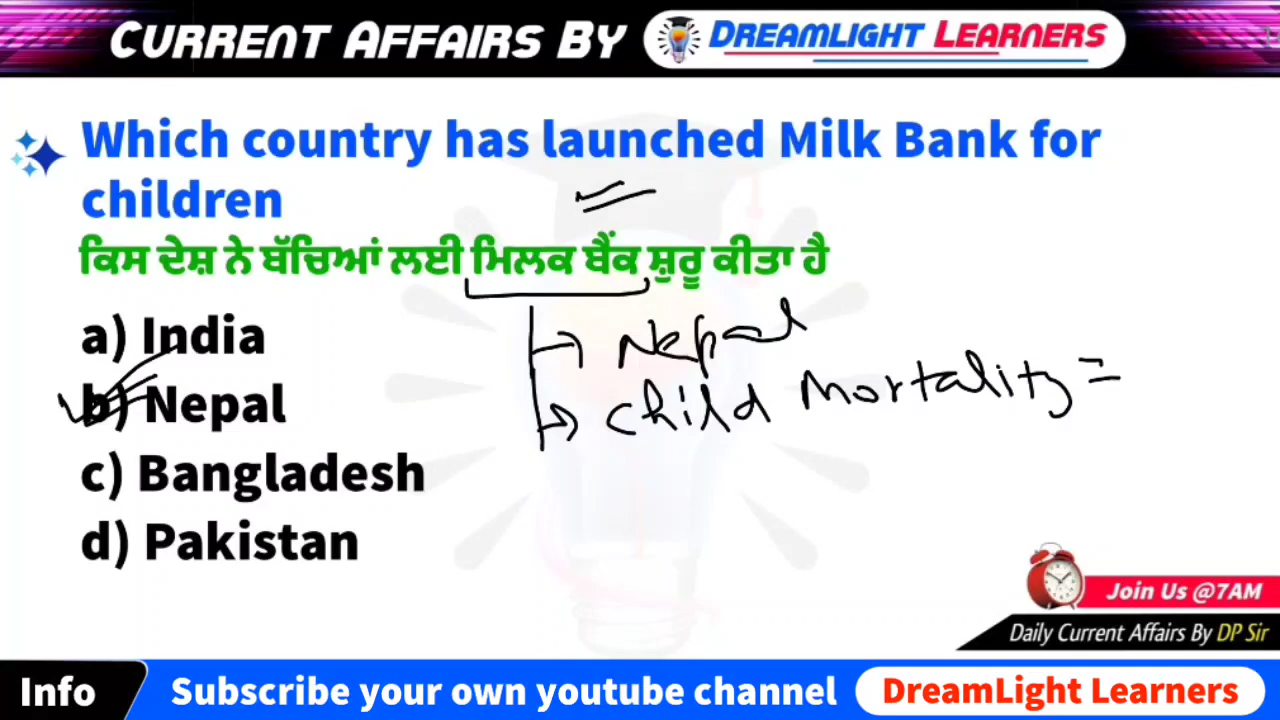 CURRENT AFFAIRS BY DREAMLIGHT LEARNERS
Which country has launched Milk Bank for
children
ਕਿਸ ਦੇਸ਼ ਨੇ ਬੱਚਿਆਂ ਲਈ ਮਿਲਕ ਬੈਂਕ ਸ਼ੁਰੂ ਕੀਤਾ ਹੈ
a) India
Nepal
b) Nepal
Child Mortality =
c) Bangladesh
d) Pakistan
Join Us @7AM
Daily Current Affairs By DP Sir
Info Subscribe your own youtube channel DreamLight Learners